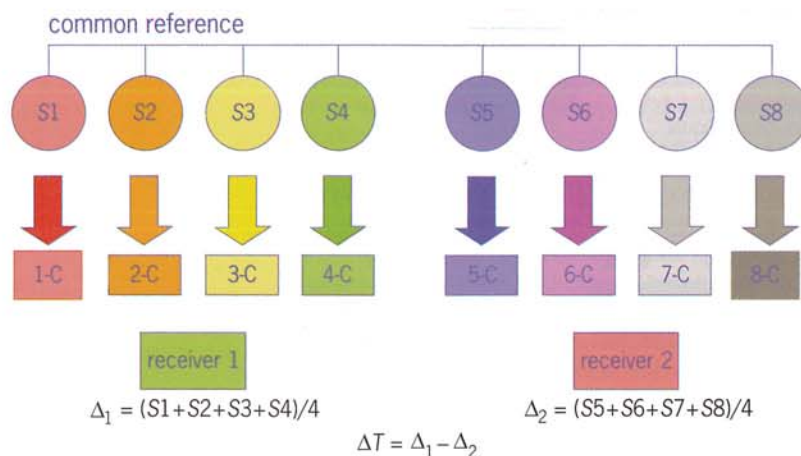 common reference
S1 S2 S3 S4 S5 S6 S7 S8
1-C 2-C 3-C 4-C 5-C 6-C 7-C 8-C
receiver 1 receiver 2
Δ₁ = (S1+S2+S3+S4)/4 Δ₂ = (S5+S6+S7+S8)/4
ΔT = Δ₁ – Δ₂